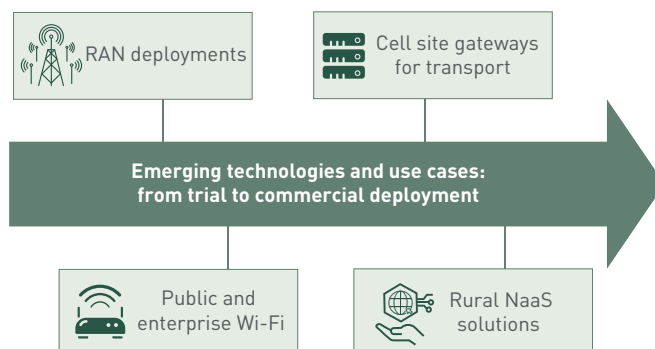 RAN deployments
Cell site gateways
for transport
Emerging technologies and use cases:
from trial to commercial deployment
Public and
enterprise Wi-Fi
Rural NaaS
solutions